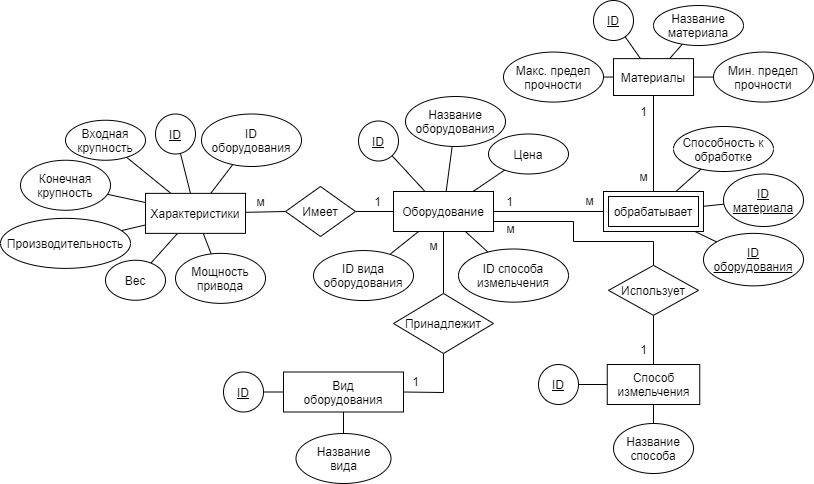 ID
Название
материала
Макс. предел
прочности
Материалы
Мин. предел
прочности
1
м
Входная
крупность
ID
ID
оборудования
ID
Название
оборудования
Цена
Способность к
обработке
Конечная
крупность
ID
материала
Характеристики
м
Имеет
1
Оборудование
1
м
обрабатывает
Производительность
м
м
ID
оборудования
Вес
Мощность
привода
ID вида
оборудования
ID способа
измельчения
Использует
Принадлежит
1
1
ID
Вид
оборудования
ID
Способ
измельчения
Название
вида
Название
способа